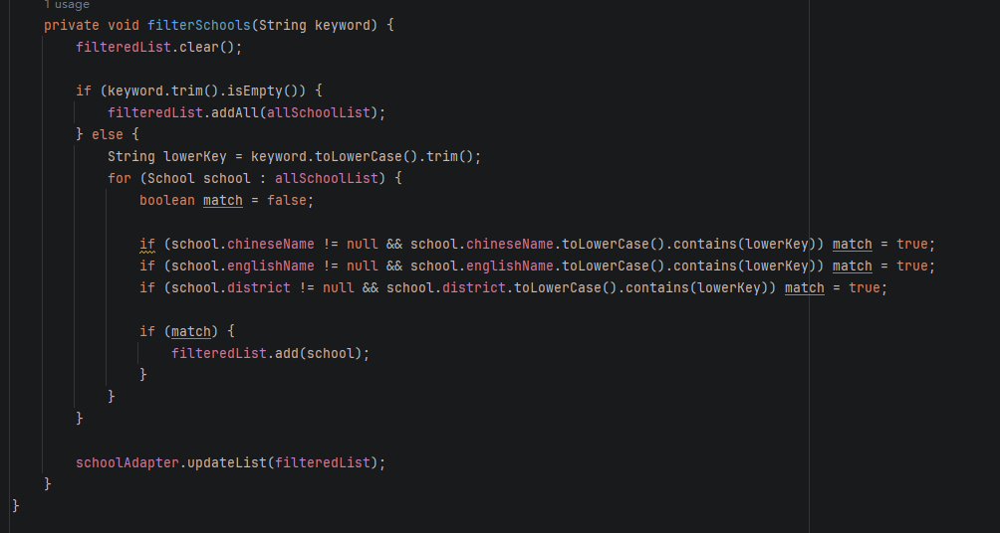 1 usage
private void filterSchools(String keyword) {
filteredList.clear();
if (keyword.trim().isEmpty()) {
filteredList.addAll(allSchoolList);
} else {
String lowerKey = keyword.toLowerCase().trim();
for (School school : allSchoolList) {
boolean match = false;
if (school.chineseName != null && school.chineseName.toLowerCase().contains(lowerKey)) match = true;
if (school.englishName != null && school.englishName.toLowerCase().contains(lowerKey)) match = true;
if (school.district != null && school.district.toLowerCase().contains(lowerKey)) match = true;
if (match) {
filteredList.add(school);
}
}
}
schoolAdapter.updateList(filteredList);
}
}